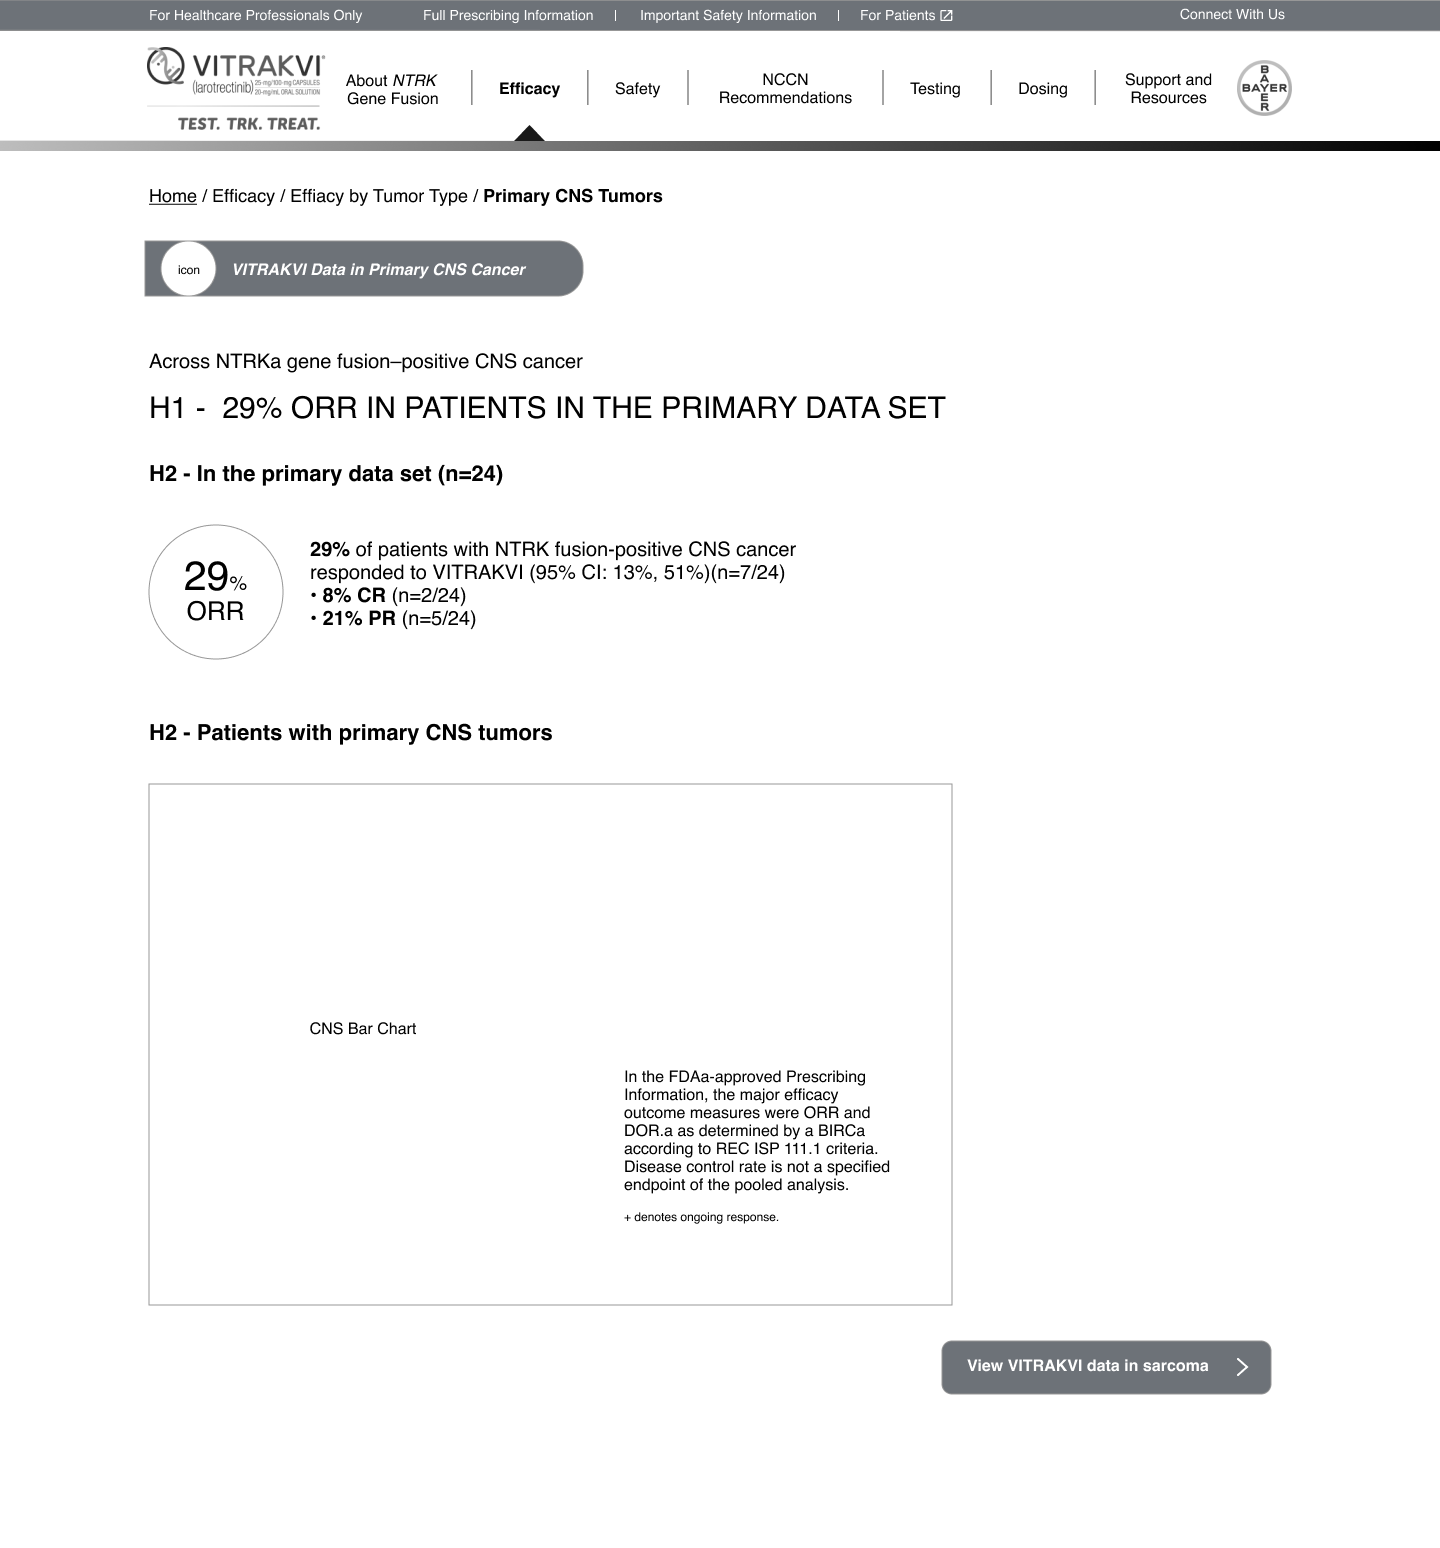 For Healthcare Professionals Only
Full Prescribing Information | Important Safety Information | For Patients
Connect With Us
VITRAKVI®
(larotrectinib) 25 mg/100 mg CAPSULES
20 mg/mL ORAL SOLUTION
TEST. TRK. TREAT.
About NTRK
Gene Fusion
Efficacy
Safety
NCCN
Recommendations
Testing
Dosing
Support and
Resources
BAYER
BAYER
Home / Efficacy / Effiacy by Tumor Type / Primary CNS Tumors
icon
VITRAKVI Data in Primary CNS Cancer
Across NTRKa gene fusion–positive CNS cancer
H1 - 29% ORR IN PATIENTS IN THE PRIMARY DATA SET
H2 - In the primary data set (n=24)
29%
ORR
29% of patients with NTRK fusion-positive CNS cancer
responded to VITRAKVI (95% CI: 13%, 51%)(n=7/24)
• 8% CR (n=2/24)
• 21% PR (n=5/24)
H2 - Patients with primary CNS tumors
CNS Bar Chart
In the FDAa-approved Prescribing
Information, the major efficacy
outcome measures were ORR and
DOR.a as determined by a BIRCa
according to REC ISP 111.1 criteria.
Disease control rate is not a specified
endpoint of the pooled analysis.
+ denotes ongoing response.
View VITRAKVI data in sarcoma